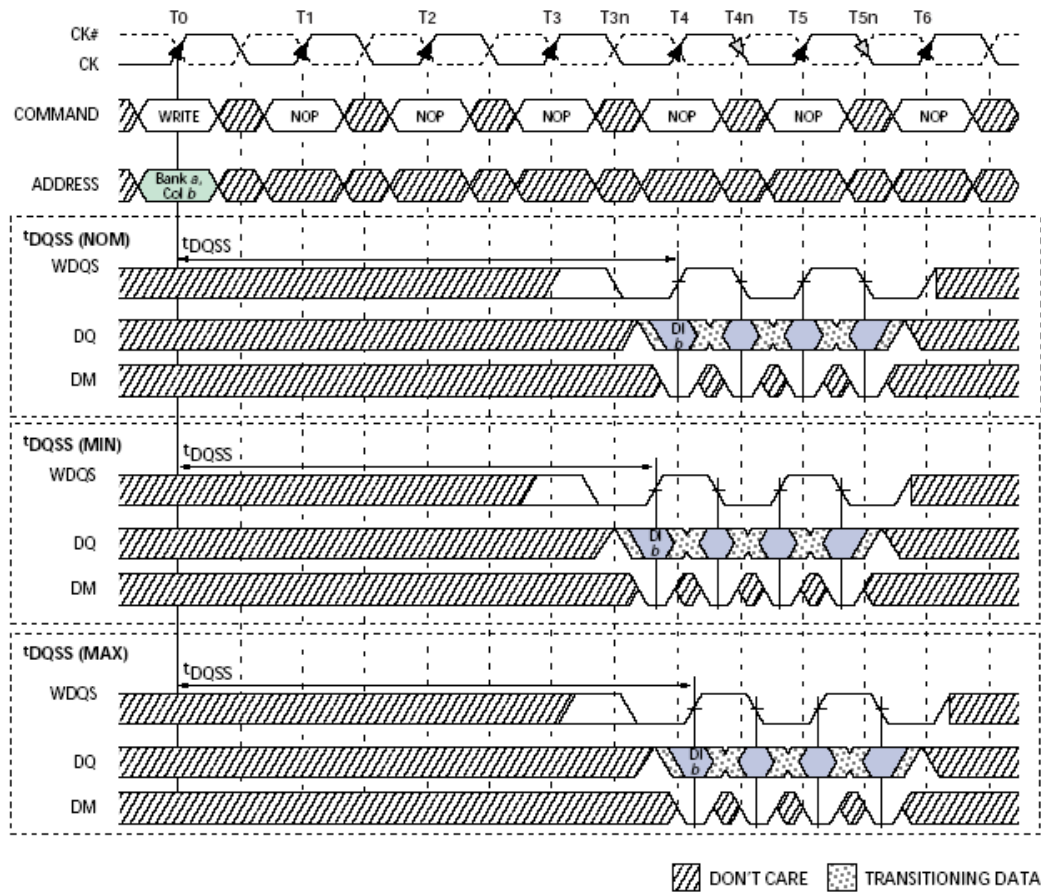 T0 T1 T2 T3 T3n T4 T4n T5 T5n T6
CK#
CK
COMMAND WRITE NOP NOP NOP NOP NOP NOP
ADDRESS Bank a,
Col b
tDQSS (NOM) tDQSS
WDQS
DQ DI
b
DM
tDQSS (MIN) tDQSS
WDQS
DQ DI
b
DM
tDQSS (MAX) tDQSS
WDQS
DQ DI
b
DM
DON'T CARE TRANSITIONING DATA